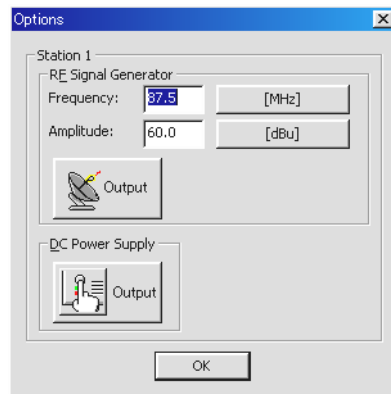 Options
Station 1
RF Signal Generator
Frequency: 87.5 [MHz]
Amplitude: 60.0 [dBu]
Output
DC Power Supply
Output
OK